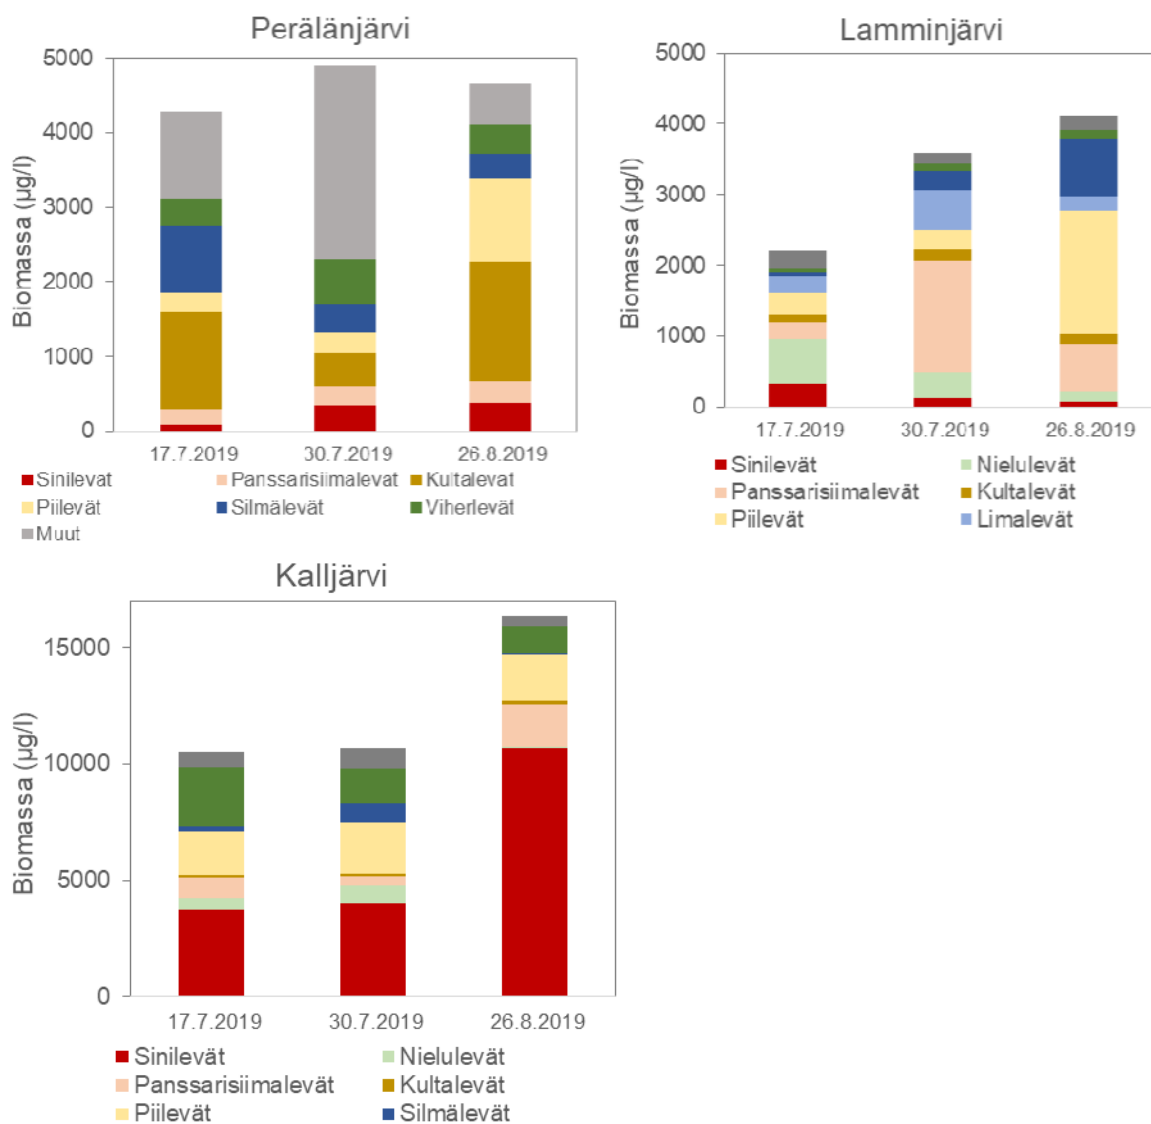 Perälänjärvi
Biomassa (µg/l)
5000
4000
3000
2000
1000
0
17.7.2019 30.7.2019 26.8.2019
Sinilevät Panssarisiimalevät Kultalevät
Piilevät Silmälevät Viherlevät
Muut
Lamminjärvi
Biomassa (µg/l)
5000
4000
3000
2000
1000
0
17.7.2019 30.7.2019 26.8.2019
Sinilevät Nielulevät
Panssarisiimalevät Kultalevät
Piilevät Limalevät
Kalljärvi
Biomassa (µg/l)
15000
10000
5000
0
17.7.2019 30.7.2019 26.8.2019
Sinilevät Nielulevät
Panssarisiimalevät Kultalevät
Piilevät Silmälevät